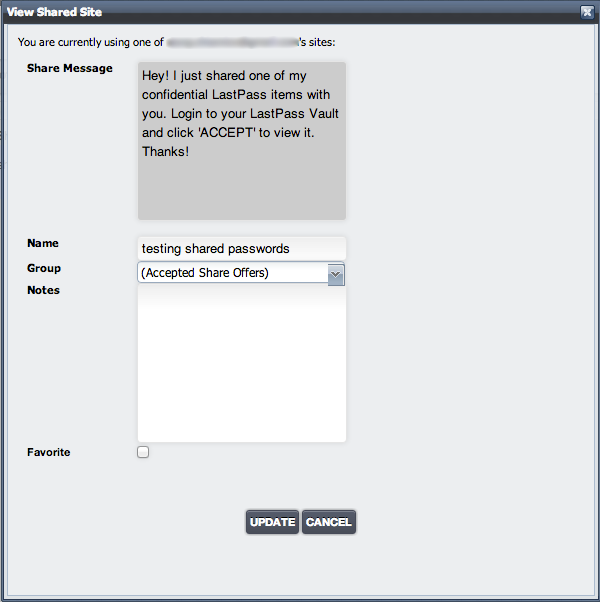 View Shared Site
You are currently using one of 's sites:
Share Message
Hey! I just shared one of my
confidential LastPass items with
you. Login to your LastPass Vault
and click 'ACCEPT' to view it.
Thanks!
Name
testing shared passwords
Group
(Accepted Share Offers)
Notes
Favorite
UPDATE CANCEL